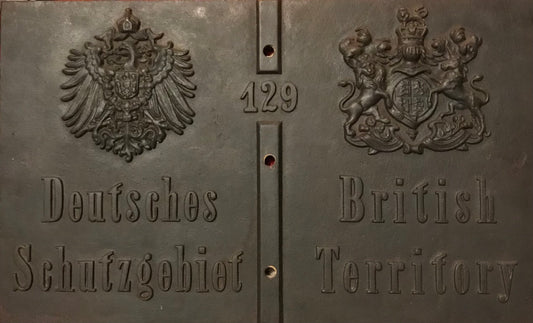 129
Deutsches
Schutzgebiet
British
Territory